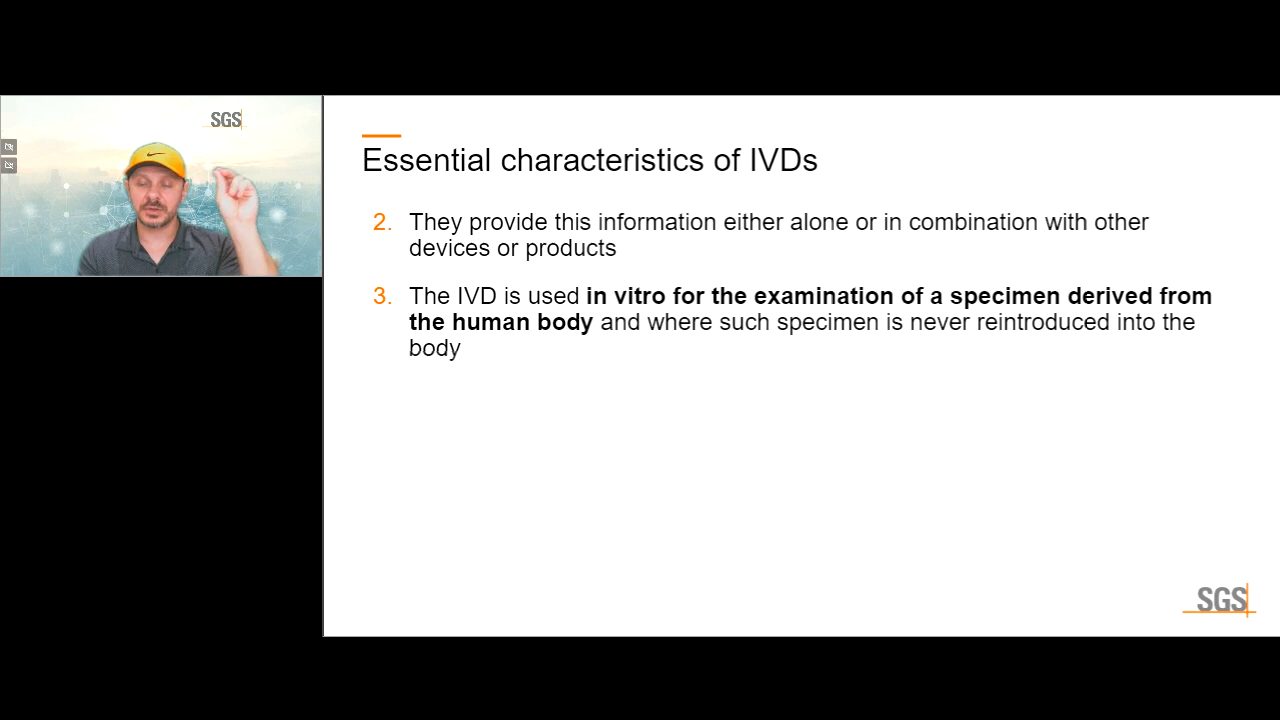 SGS
Essential characteristics of IVDs
2. They provide this information either alone or in combination with other
devices or products
3. The IVD is used in vitro for the examination of a specimen derived from
the human body and where such specimen is never reintroduced into the
body
SGS